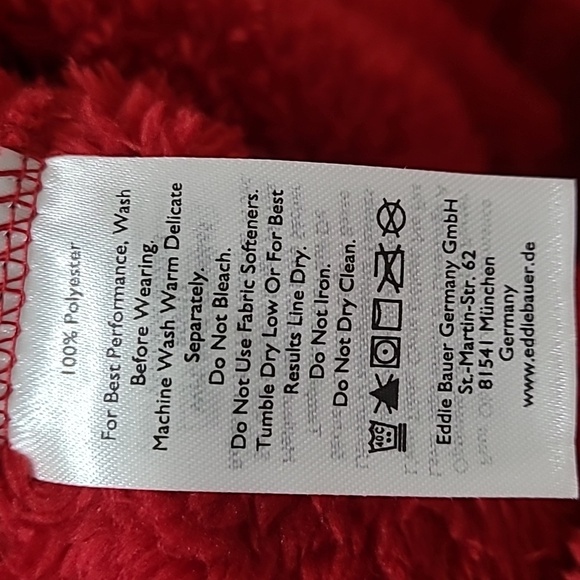 100% Polyester
For Best Performance, Wash
Before Wearing,
Machine Wash Warm Delicate
Separately.
Do Not Bleach.
Do Not Use Fabric Softeners.
Tumble Dry Low Or For Best
Results Line Dry.
Do Not Iron.
Do Not Dry Clean.
40C
Eddie Bauer Germany GmbH
St.-Martin-Str. 62
81541 München
Germany
www.eddiebauer.de